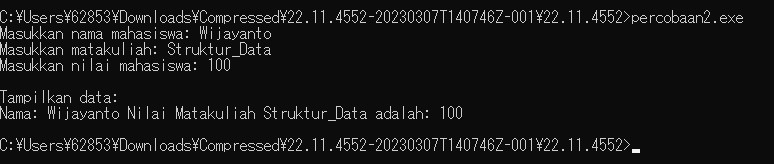 C:¥Users¥62853¥Downloads¥Compressed¥22.11.4552-20230307T140746Z-001¥22.11.4552>percobaan2.exe
Masukkan nama mahasiswa: Wijayanto
Masukkan matakuliah: Struktur_Data
Masukkan nilai mahasiswa: 100
Tampilkan data:
Nama: Wijayanto Nilai Matakuliah Struktur_Data adalah: 100
C:¥Users¥62853¥Downloads¥Compressed¥22.11.4552-20230307T140746Z-001¥22.11.4552>